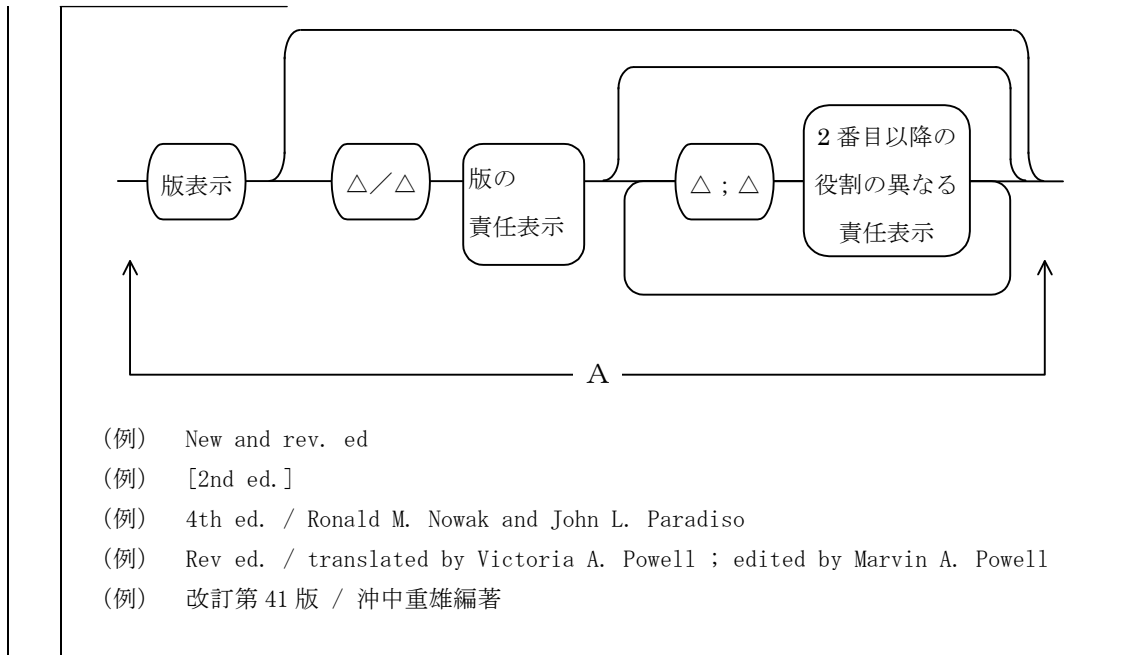 版表示
△／△
版の
責任表示
△；△
2 番目以降の
役割の異なる
責任表示
A
（例） New and rev. ed
（例） [2nd ed.]
（例） 4th ed. / Ronald M. Nowak and John L. Paradiso
（例） Rev ed. / translated by Victoria A. Powell ; edited by Marvin A. Powell
（例） 改訂第 41 版 / 沖中重雄編著